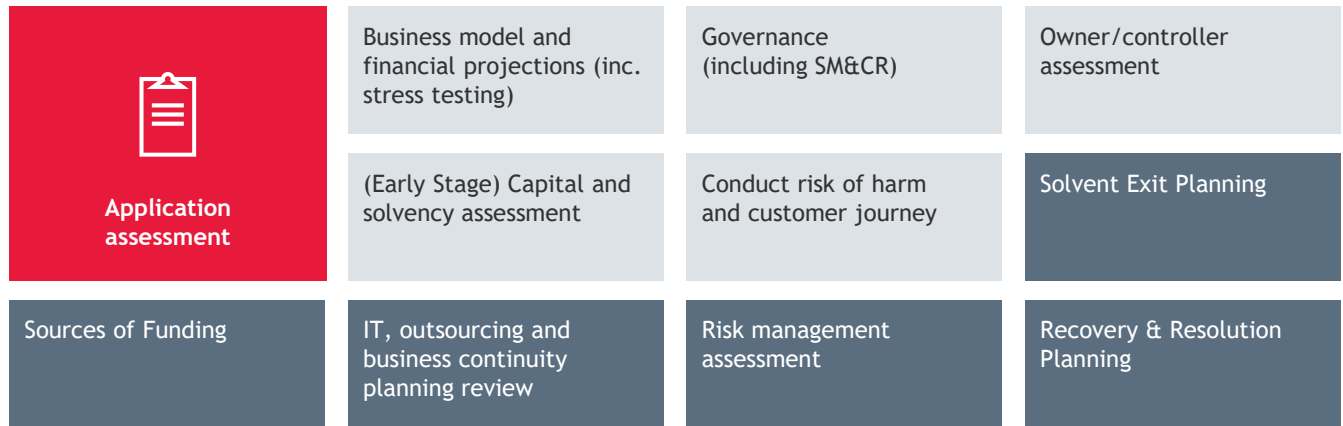 Application
assessment
Business model and
financial projections (inc.
stress testing)
Governance
(including SM&CR)
Owner/controller
assessment
(Early Stage) Capital and
solvency assessment
Conduct risk of harm
and customer journey
Solvent Exit Planning
Sources of Funding
IT, outsourcing and
business continuity
planning review
Risk management
assessment
Recovery & Resolution
Planning